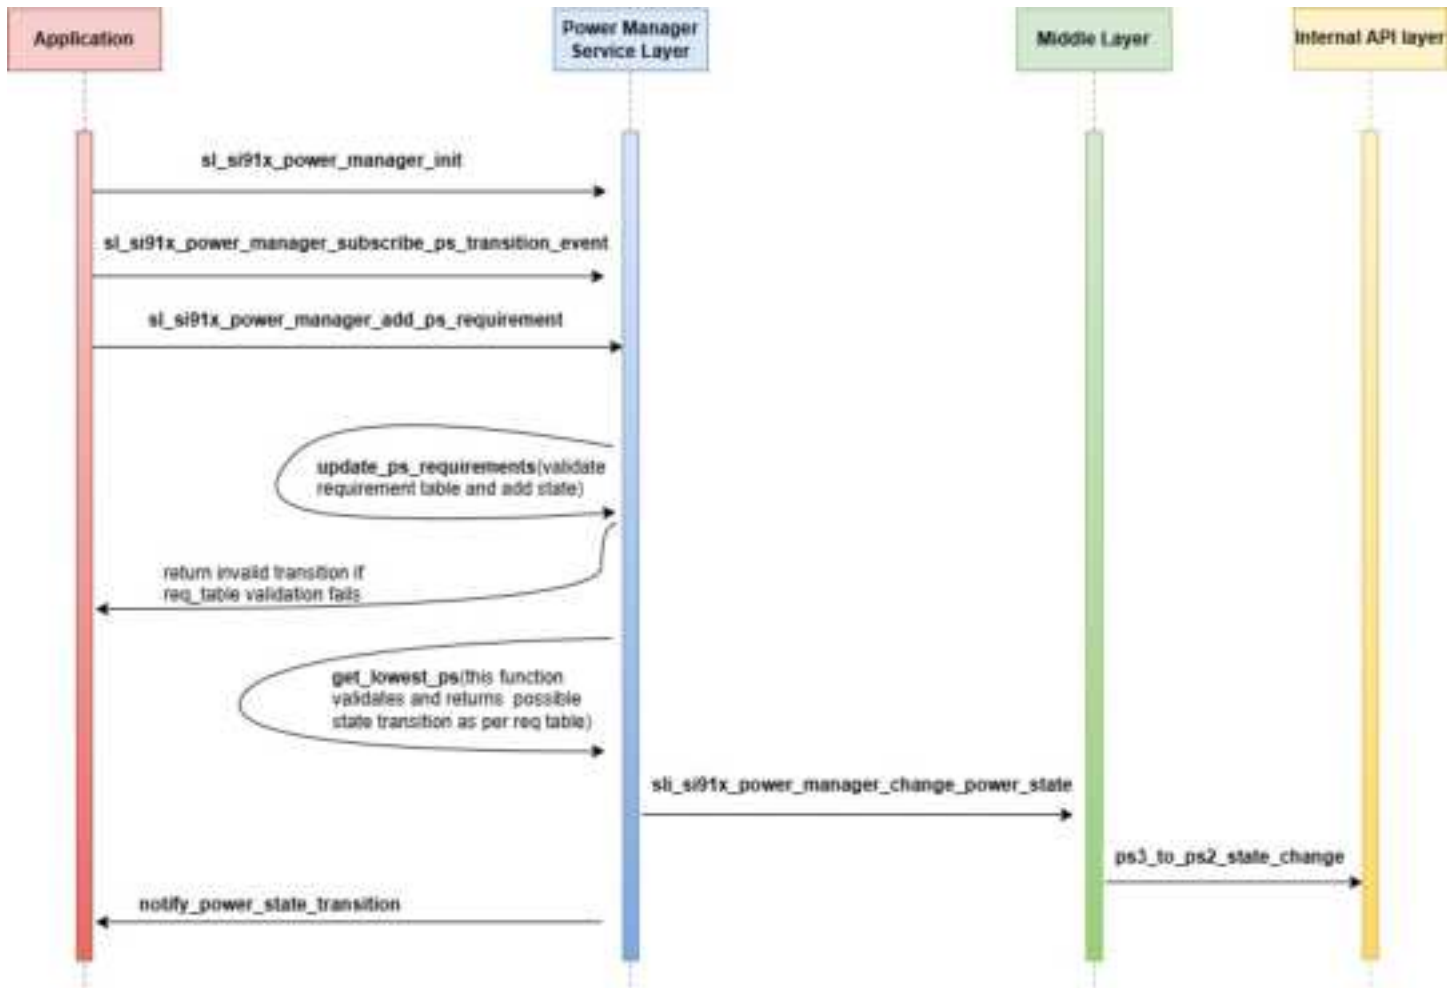 Application
Power Manager
Service Layer
Middle Layer
Internal API layer
sl_si91x_power_manager_init
sl_si91x_power_manager_subscribe_ps_transition_event
sl_si91x_power_manager_add_ps_requirement
update_ps_requirements(validate
requirement table and add state)
return invalid transition if
req_table validation fails
get_lowest_ps(this function
validates and returns possible
state transition as per req table)
sli_si91x_power_manager_change_power_state
ps3_to_ps2_state_change
notify_power_state_transition